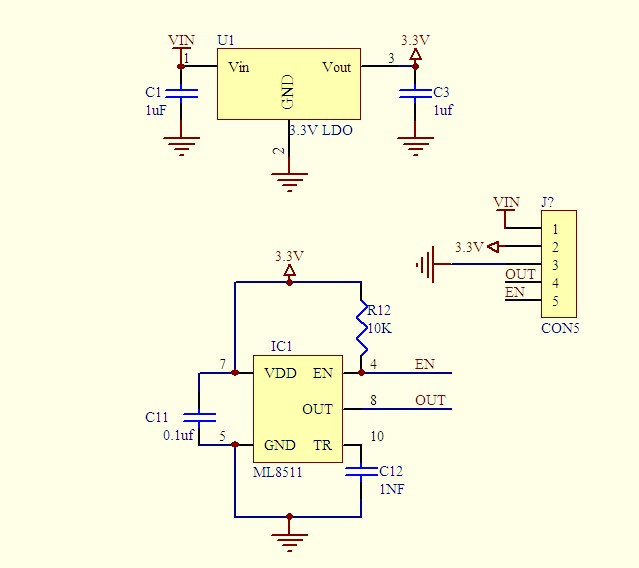 VIN
U1
3.3V
1
Vin
Vout
3
C1
1uF
GND
C3
1uf
3.3V LDO
2
VIN
J?
1
3.3V
2
3
OUT
4
EN
5
CON5
3.3V
R12
10K
IC1
7
VDD
EN
4
EN
OUT
8
OUT
C11
0.1uf
5
GND
TR
10
ML8511
C12
1NF